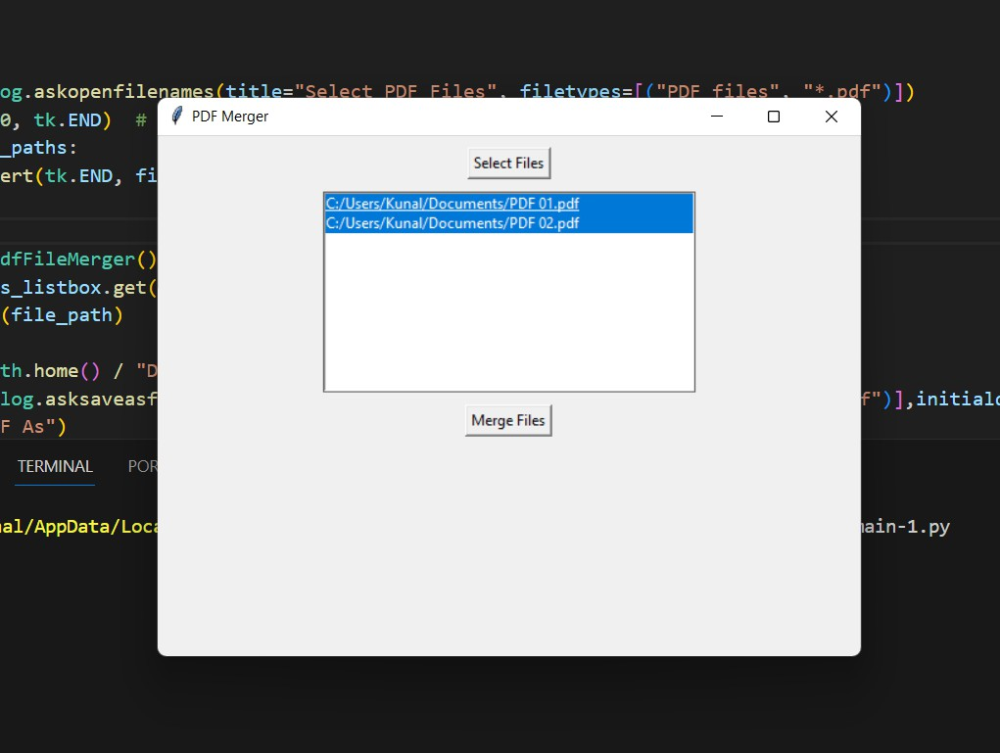 og.askopenfilenames(title="Select PDF Files", filetypes=[("PDF files", "*.pdf")])
0, tk.END) #
_paths:
ert(tk.END, fi
PDF Merger
Select Files
C:/Users/Kunal/Documents/PDF 01.pdf
C:/Users/Kunal/Documents/PDF 02.pdf
Merge Files
dfFileMerger()
s_listbox.get(
(file_path)
th.home() / "D
log.asksaveasf
f")],initiald
F As")
TERMINAL
POR
nal/AppData/Loca
main-1.py